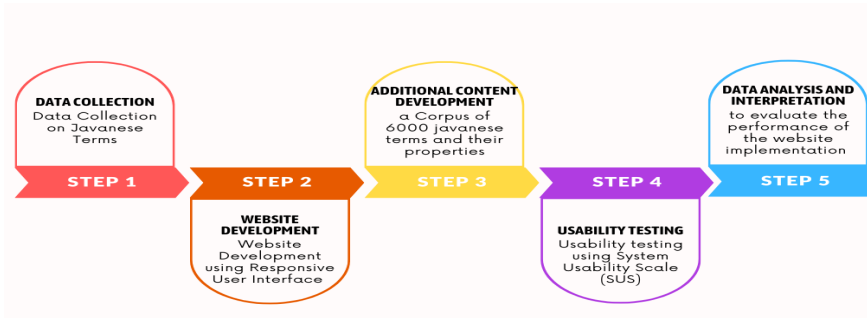 DATA COLLECTION
Data Collection
on Javanese
Terms
STEP 1
STEP 2
WEBSITE
DEVELOPMENT
Website
Development
using Responsive
User Interface
ADDITIONAL CONTENT
DEVELOPMENT
a Corpus of
6000 javanese
terms and their
properties
STEP 3
STEP 4
USABILITY TESTING
Usability testing
using System
Usability Scale
(SUS)
DATA ANALYSIS AND
INTERPRETATION
to evaluate the
performance of
the website
implementation
STEP 5